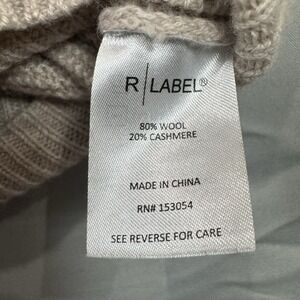 R/LABEL®
80% WOOL
20% CASHMERE
MADE IN CHINA
RN# 153054
SEE REVERSE FOR CARE